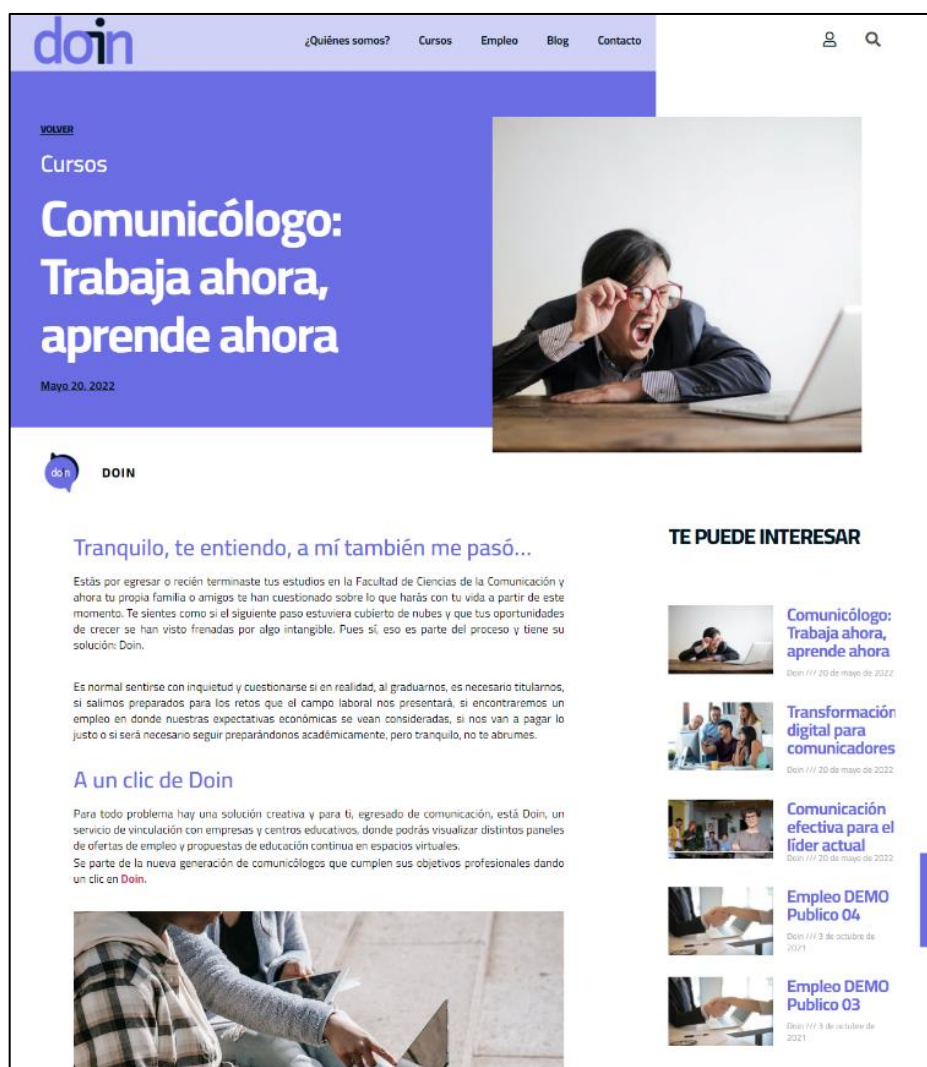 doin
¿Quiénes somos? Cursos Empleo Blog Contacto
VOLVER
Cursos
Comunicólogo:
Trabaja ahora,
aprende ahora
Mayo 20, 2022
doin
DOIN
Tranquilo, te entiendo, a mí también me pasó...
Estás por egresar o recién terminaste tus estudios en la Facultad de Ciencias de la Comunicación y
ahora tu propia familia o amigos te han cuestionado sobre lo que harás con tu vida a partir de este
momento. Te sientes como si el siguiente paso estuviera cubierto de nubes y que tus oportunidades
de crecer se han visto frenadas por algo intangible. Pues sí, eso es parte del proceso y tiene su
solución: Doin.
Es normal sentirse con inquietud y cuestionarse si en realidad, al graduarnos, es necesario titularnos,
si salimos preparados para los retos que el campo laboral nos presentará, si encontraremos un
empleo en donde nuestras expectativas económicas se vean consideradas, si nos van a pagar lo
justo o si será necesario seguir preparándonos académicamente, pero tranquilo, no te abrumes.
A un clic de Doin
Para todo problema hay una solución creativa y para ti, egresado de comunicación, está Doin, un
servicio de vinculación con empresas y centros educativos, donde podrás visualizar distintos paneles
de ofertas de empleo y propuestas de educación continua en espacios virtuales.
Se parte de la nueva generación de comunicólogos que cumplen sus objetivos profesionales dando
un clic en Doin.
TE PUEDE INTERESAR
Comunicólogo:
Trabaja ahora,
aprende ahora
Doin /// 20 de mayo de 2022
Transformación
digital para
comunicadores
Doin /// 20 de mayo de 2022
Comunicación
efectiva para el
líder actual
Doin /// 20 de mayo de 2022
Empleo DEMO
Publico 04
Doin /// 3 de octubre de
2021
Empleo DEMO
Publico 03
Doin /// 3 de octubre de
2021